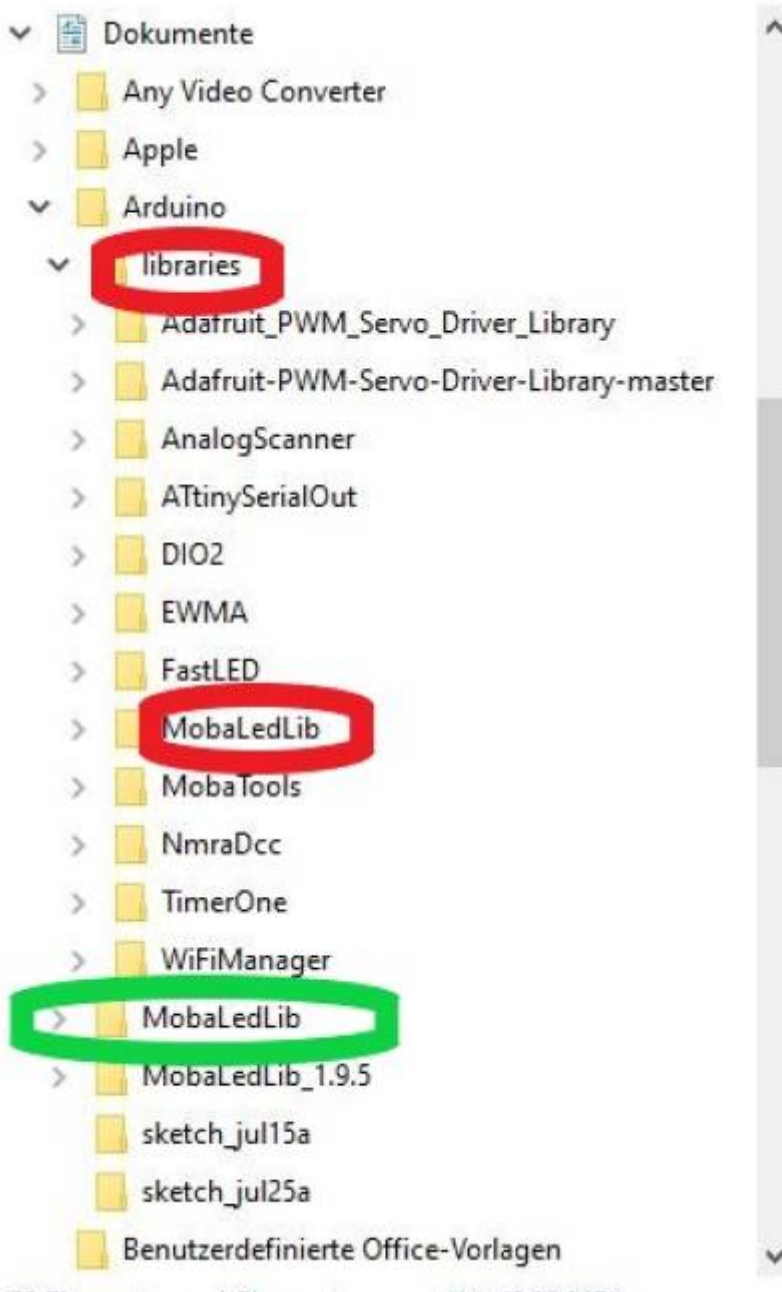 Dokumente
Any Video Converter
Apple
Arduino
libraries
Adafruit_PWM_Servo_Driver_Library
Adafruit-PWM-Servo-Driver-Library-master
AnalogScanner
ATtinySerialOut
DIO2
EWMA
FastLED
MobaLedLib
MobaTools
NmraDcc
TimerOne
WiFiManager
MobaLedLib
MobaLedLib_1.9.5
sketch_jul15a
sketch_jul25a
Benutzerdefinierte Office-Vorlagen